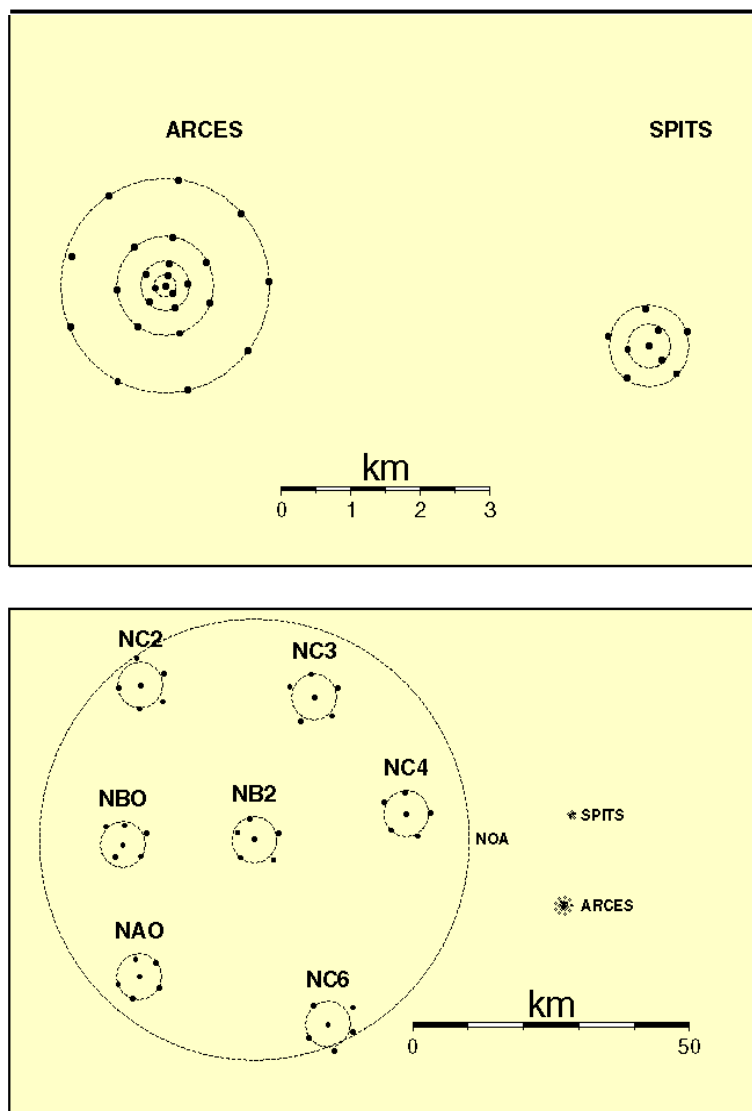 ARCES
SPITS
km
0 1 2 3
NC2
NC3
NC4
NBO
NB2
SPITS
NOA
ARCES
NAO
NC6
km
0 50